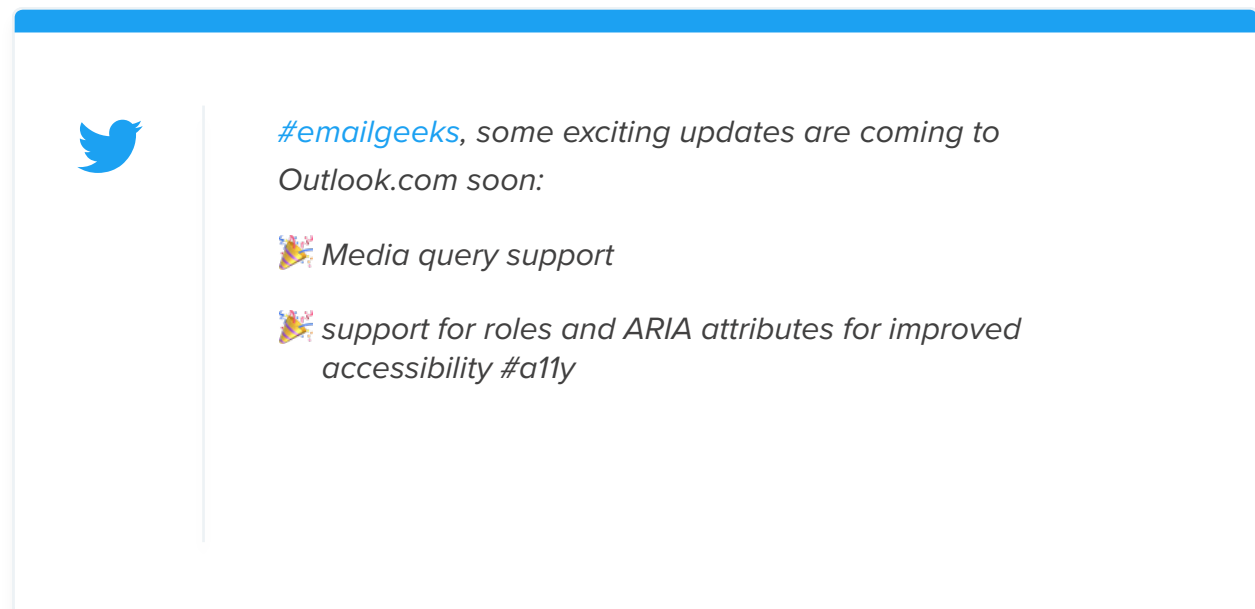 #emailgeeks, some exciting updates are coming to
Outlook.com soon:
🎉 Media query support
🎉 support for roles and ARIA attributes for improved
accessibility #a11y